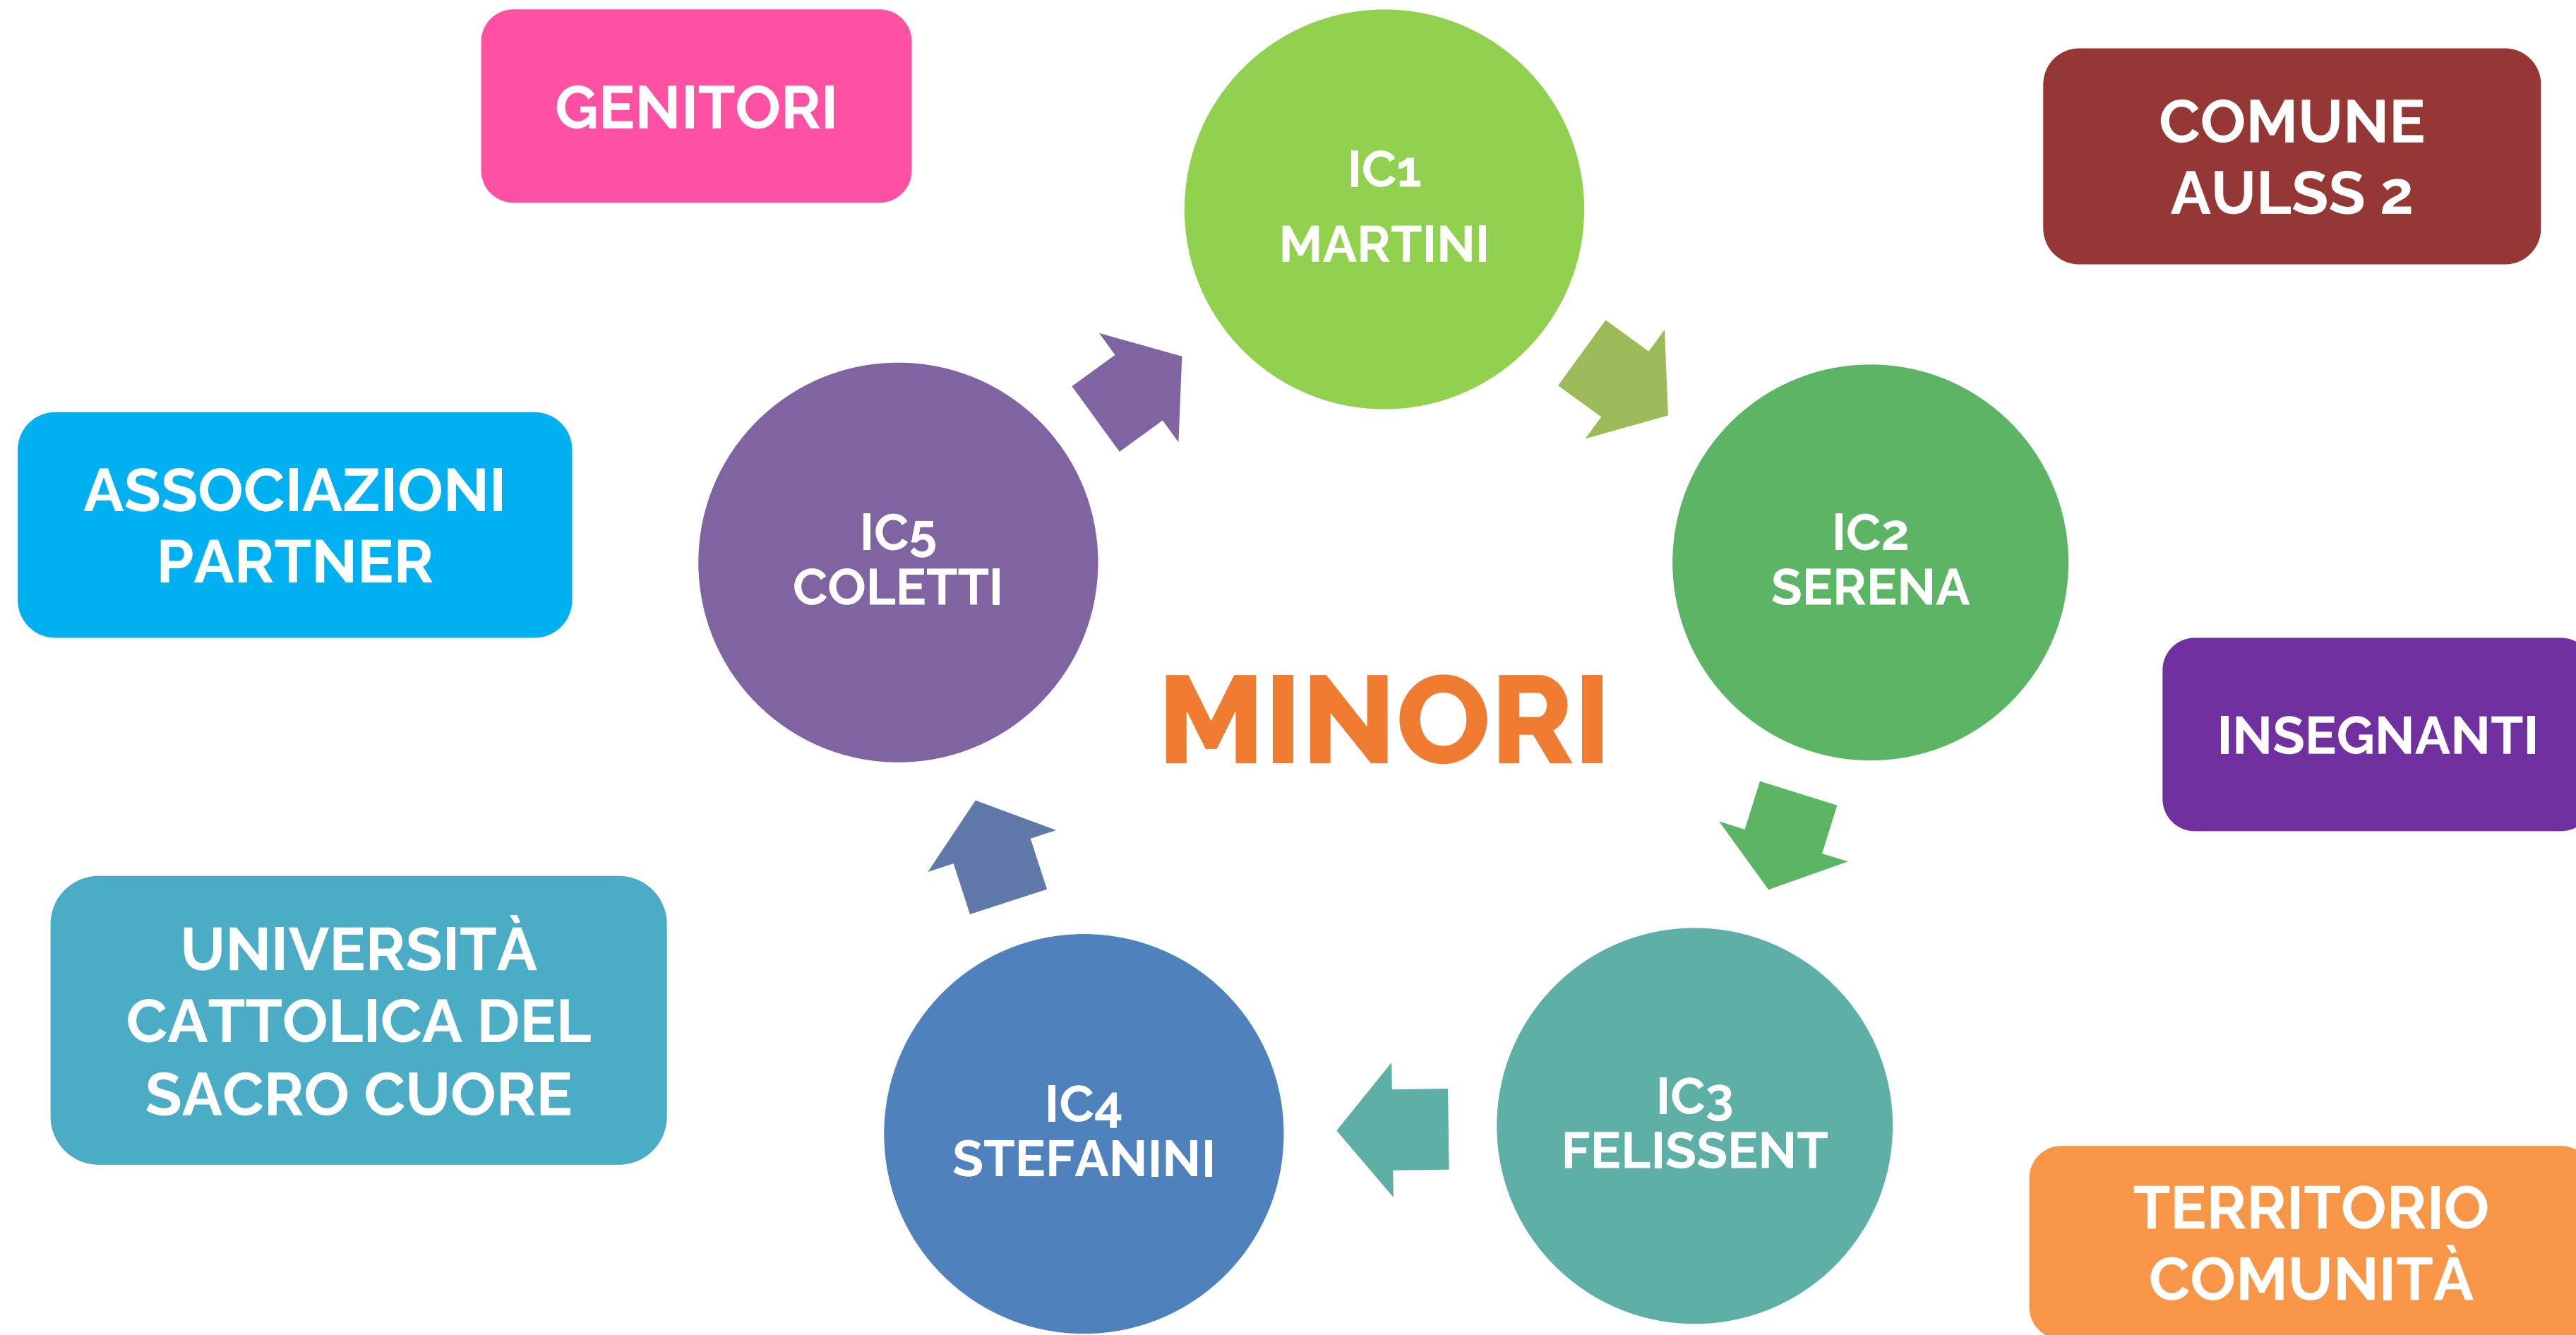 GENITORI
IC1
MARTINI
COMUNE
AULSS 2
ASSOCIAZIONI
PARTNER
IC5
COLETTI
IC2
SERENA
MINORI
INSEGNANTI
UNIVERSITÀ
CATTOLICA DEL
SACRO CUORE
IC4
STEFANINI
IC3
FELISSENT
TERRITORIO
COMUNITÀ